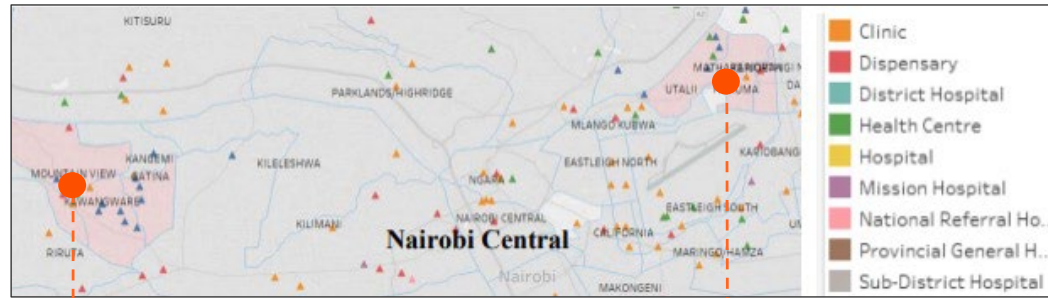 KITISURU
PARKLANDS/HIGHRIDGE
UTALII
MLANGO KUBWA
KARIOBANGI
EASTLEIGH NORTH
KANGEMI
GATINA
MOUNTAIN VIEW
KAWANGWARE
KILELESHWA
NGARA
NAIROBI CENTRAL
EASTLEIGH SOUTH
KILIMANI
Nairobi Central
CALIFORNIA
MARINGO/HAMZA
RIRUTA
Nairobi
MAKONGENI
Clinic
Dispensary
District Hospital
Health Centre
Hospital
Mission Hospital
National Referral Ho..
Provincial General H..
Sub-District Hospital